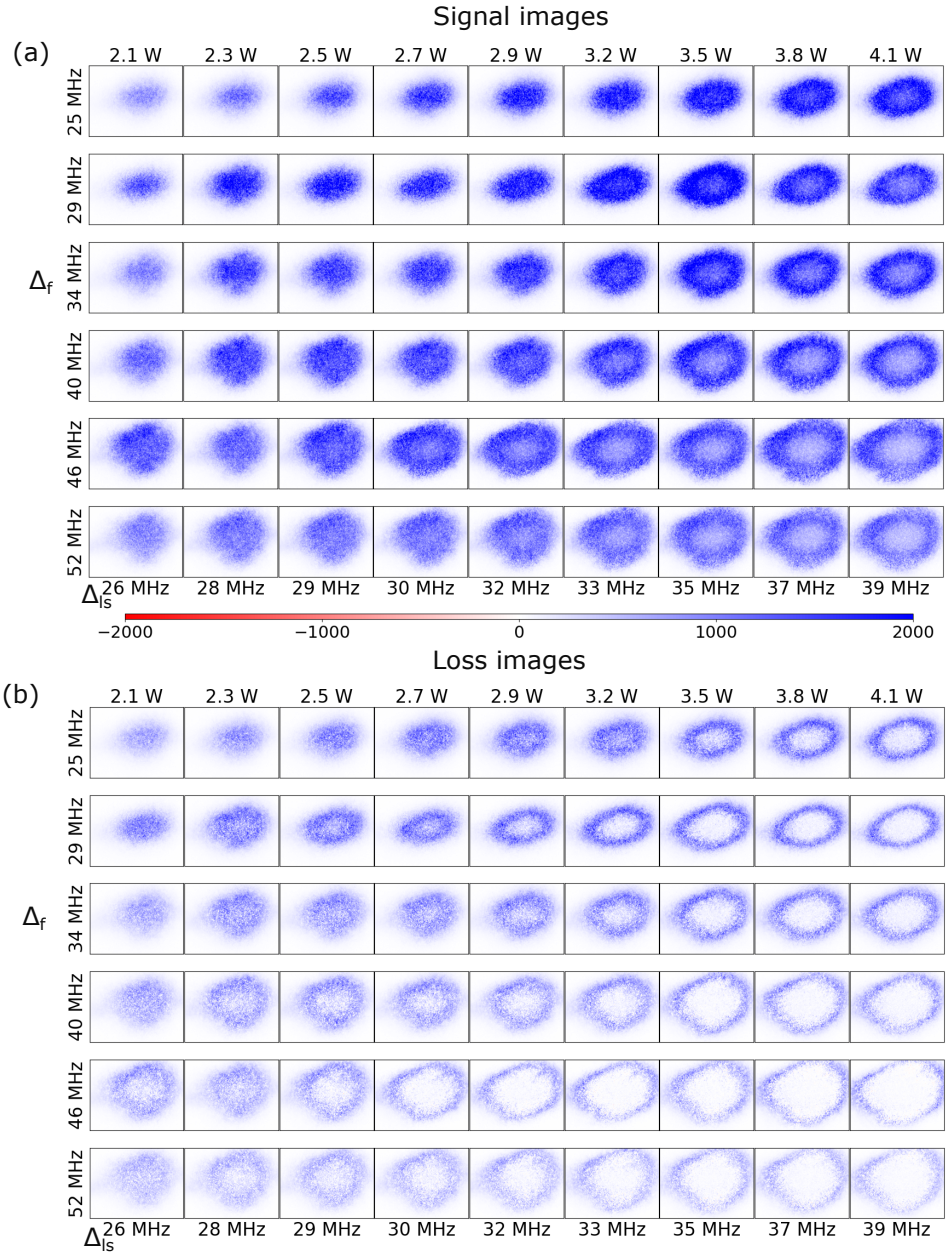 Signal images
(a)
2.1 W 2.3 W 2.5 W 2.7 W 2.9 W 3.2 W 3.5 W 3.8 W 4.1 W
25 MHz
29 MHz
Δf
34 MHz
40 MHz
46 MHz
52 MHz
Δls 26 MHz 28 MHz 29 MHz 30 MHz 32 MHz 33 MHz 35 MHz 37 MHz 39 MHz
−2000 −1000 0 1000 2000
Loss images
(b)
2.1 W 2.3 W 2.5 W 2.7 W 2.9 W 3.2 W 3.5 W 3.8 W 4.1 W
25 MHz
29 MHz
Δf
34 MHz
40 MHz
46 MHz
52 MHz
Δls 26 MHz 28 MHz 29 MHz 30 MHz 32 MHz 33 MHz 35 MHz 37 MHz 39 MHz